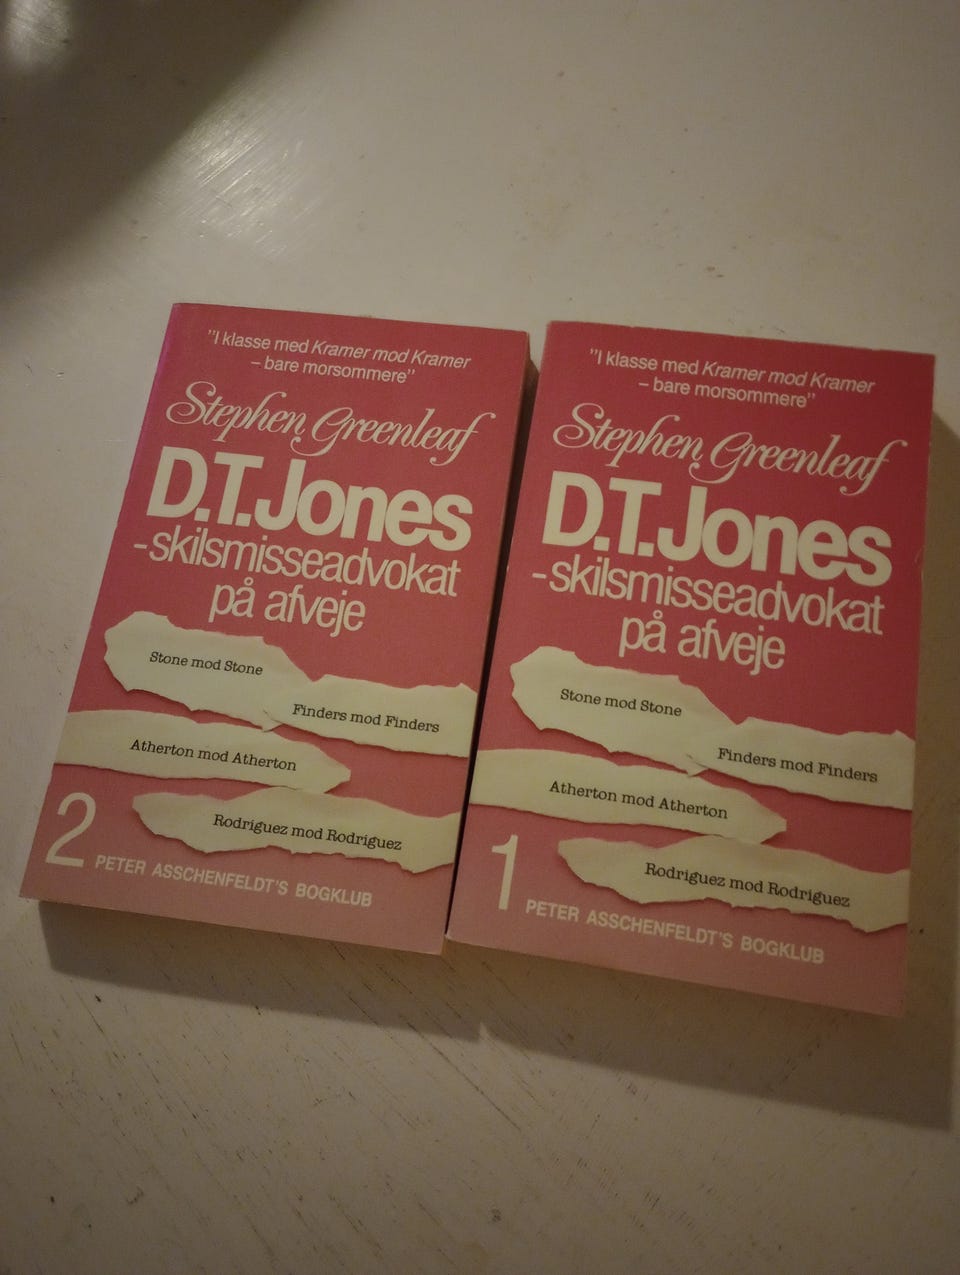 "I klasse med Kramer mod Kramer
– bare morsommere"
Stephen Greenleaf
D.T.Jones
-skilsmisseadvokat
på afveje
Stone mod Stone
Finders mod Finders
Atherton mod Atherton
Rodriguez mod Rodriguez
2 PETER ASSCHENFELDT'S BOGKLUB
"I klasse med Kramer mod Kramer
– bare morsommere"
Stephen Greenleaf
D.T.Jones
-skilsmisseadvokat
på afveje
Stone mod Stone
Finders mod Finders
Atherton mod Atherton
Rodriguez mod Rodriguez
1 PETER ASSCHENFELDT'S BOGKLUB